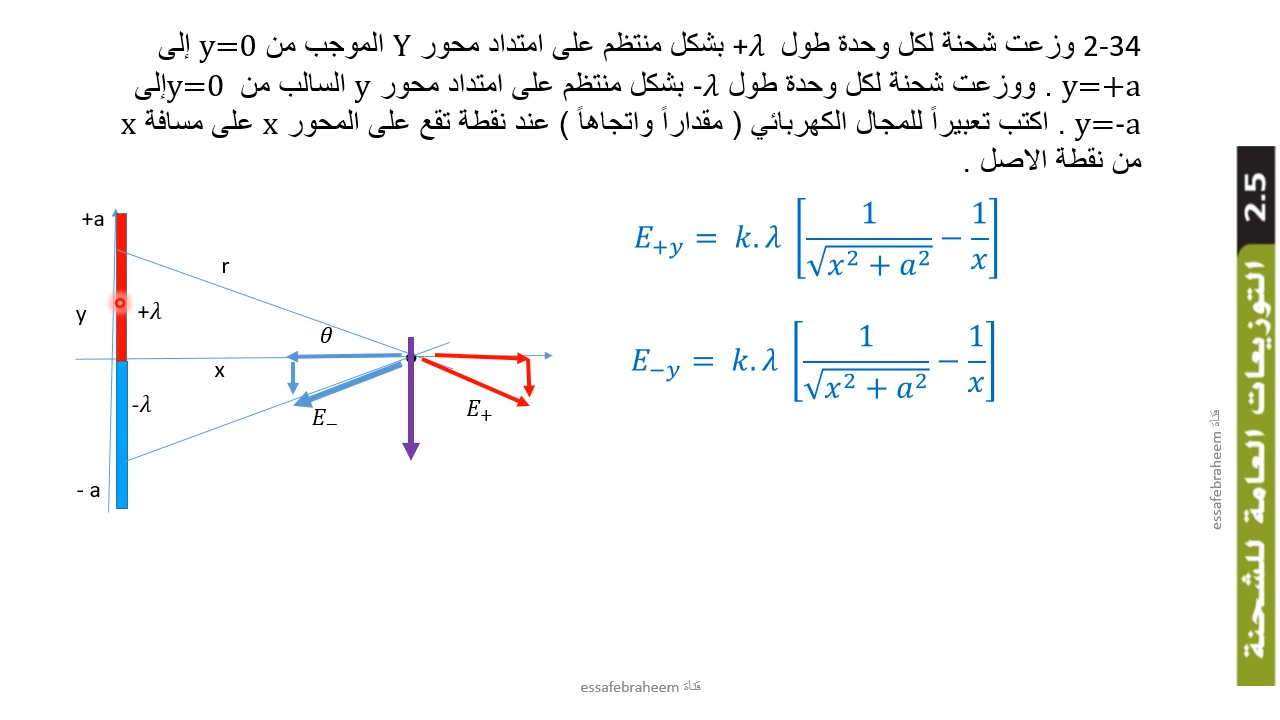 2-34 وزعت شحنة لكل وحدة طول +λ بشكل منتظم على امتداد محور Y الموجب من y=0 إلى
y=+a . ووزعت شحنة لكل وحدة طول -λ بشكل منتظم على امتداد محور y السالب من y=0 إلى
y=-a . اكتب تعبيراً للمجال الكهربائي ( مقداراً واتجاهاً ) عند نقطة تقع على المحور x على مسافة x
من نقطة الاصل .
+a
r
y
+λ
θ
x
-λ
E₋
E₊
- a
E₊y = k.λ [1/√(x² + a²) − 1/x]
E₋y = k.λ [1/√(x² + a²) − 1/x]
2.5
التوزيعات العامة للشحنة
essafebraheem قناة
essafebraheem قناة